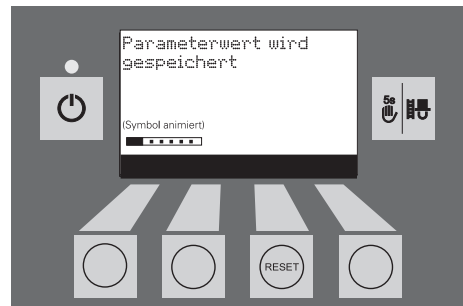 Parameterwert wird
gespeichert
5s
(Symbol animiert)
RESET